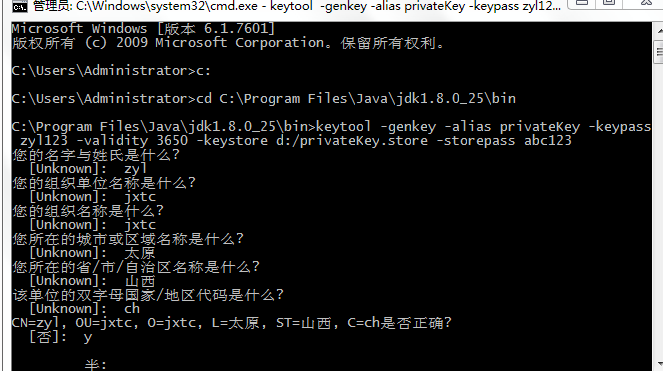 管理员: C:\Windows\system32\cmd.exe - keytool  -genkey -alias privateKey -keypass zyl12...
Microsoft Windows [版本 6.1.7601]
版权所有 (c) 2009 Microsoft Corporation。保留所有权利。
C:\Users\Administrator>c:
C:\Users\Administrator>cd C:\Program Files\Java\jdk1.8.0_25\bin
C:\Program Files\Java\jdk1.8.0_25\bin>keytool -genkey -alias privateKey -keypass
 zyl123 -validity 3650 -keystore d:/privateKey.store -storepass abc123
您的名字与姓氏是什么?
  [Unknown]:  zyl
您的组织单位名称是什么?
  [Unknown]:  jxtc
您的组织名称是什么?
  [Unknown]:  jxtc
您所在的城市或区域名称是什么?
  [Unknown]:  太原
您所在的省/市/自治区名称是什么?
  [Unknown]:  山西
该单位的双字母国家/地区代码是什么?
  [Unknown]:  ch
CN=zyl, OU=jxtc, O=jxtc, L=太原, ST=山西, C=ch是否正确?
  [否]:  y
半: